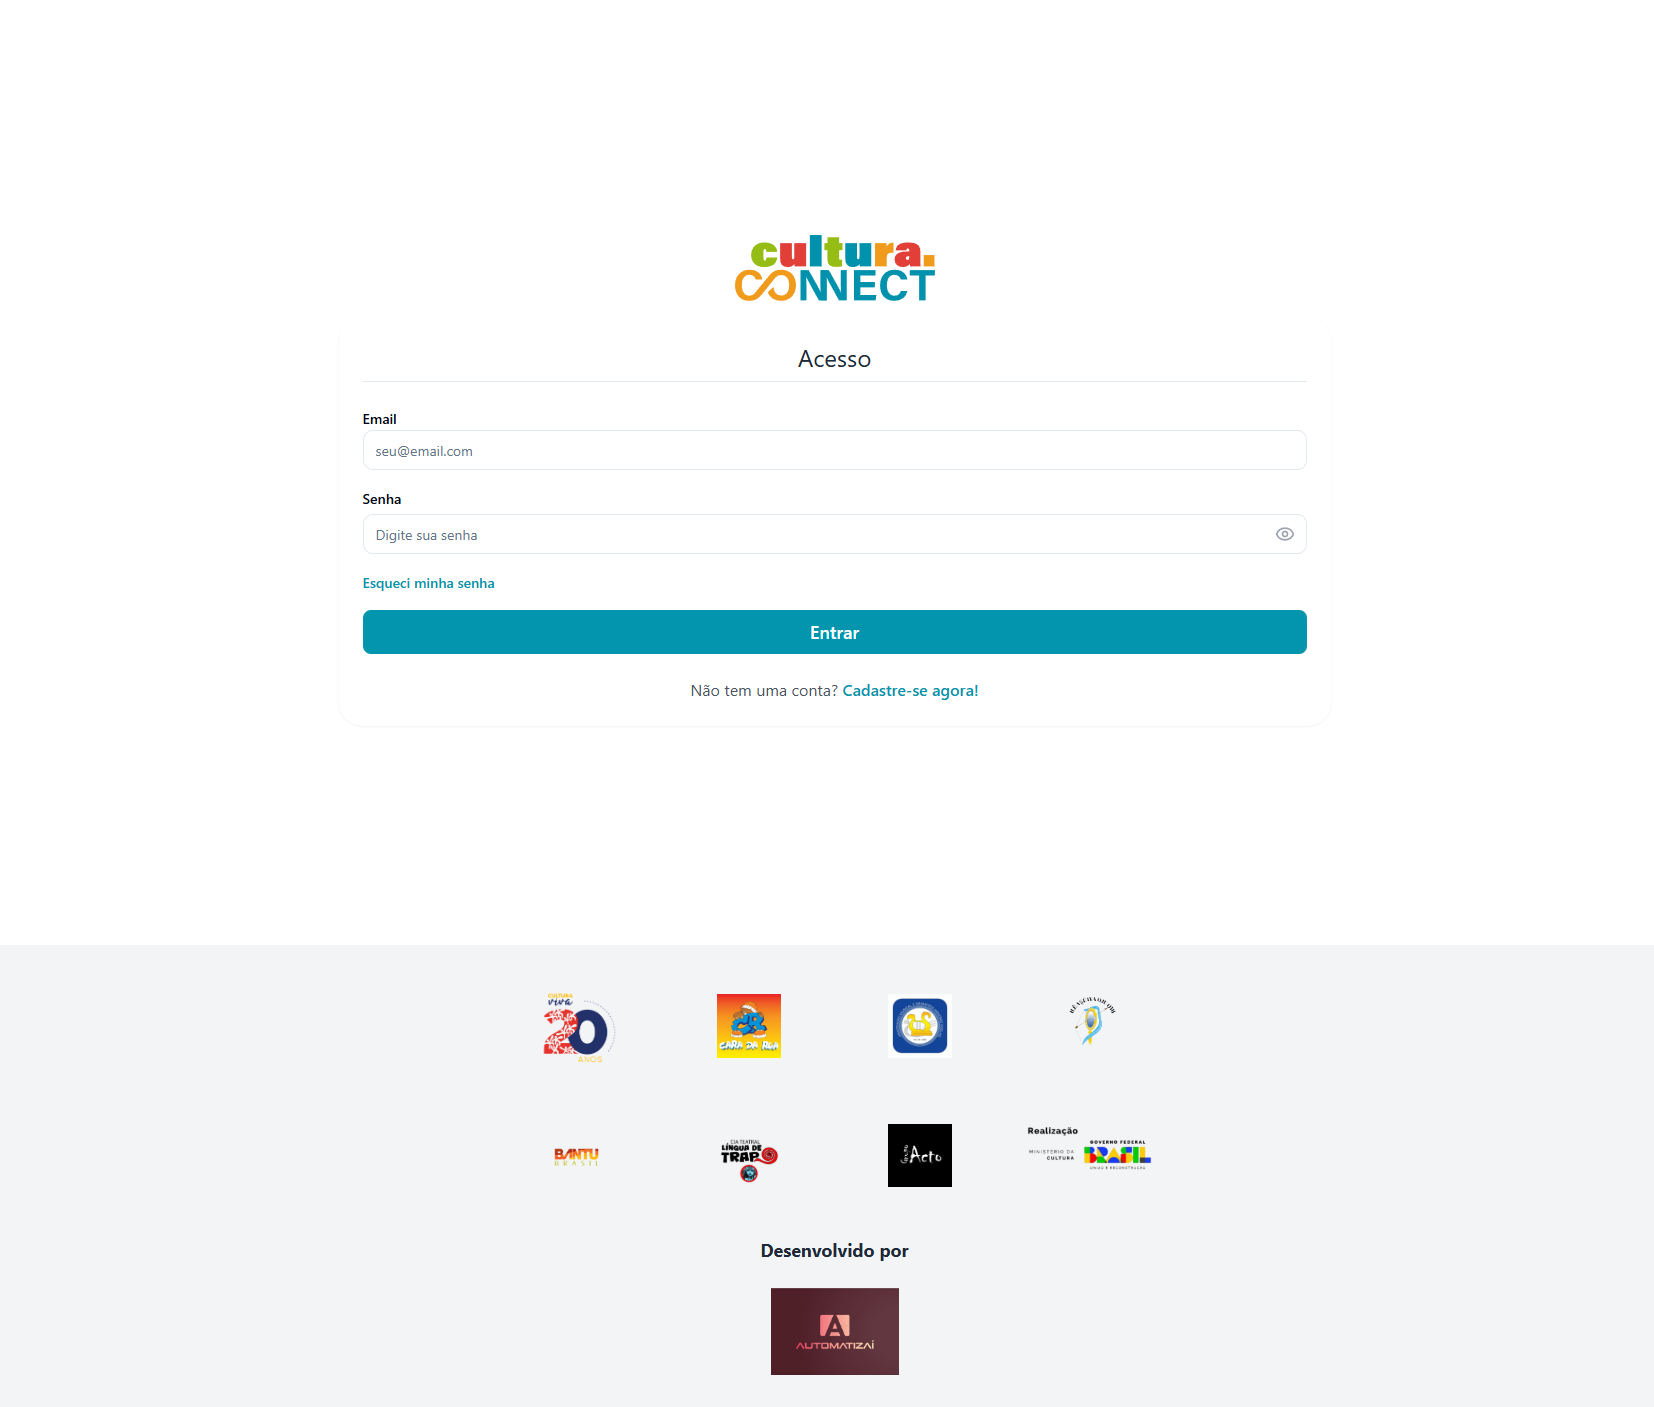 cultura.
CONNECT
Acesso
Email
seu@email.com
Senha
Digite sua senha
Esqueci minha senha
Entrar
Não tem uma conta? Cadastre-se agora!
CULTURA
viva
20
ANOS
CARA DA RUA
BANTU
BRASIL
CIA TEATRAL
LÍNGUA DE
TRAPO
Acto
Realização
MINISTÉRIO DA
CULTURA
GOVERNO FEDERAL
BRASIL
UNIÃO E RECONSTRUÇÃO
Desenvolvido por
A
AUTOMATIZAÍ